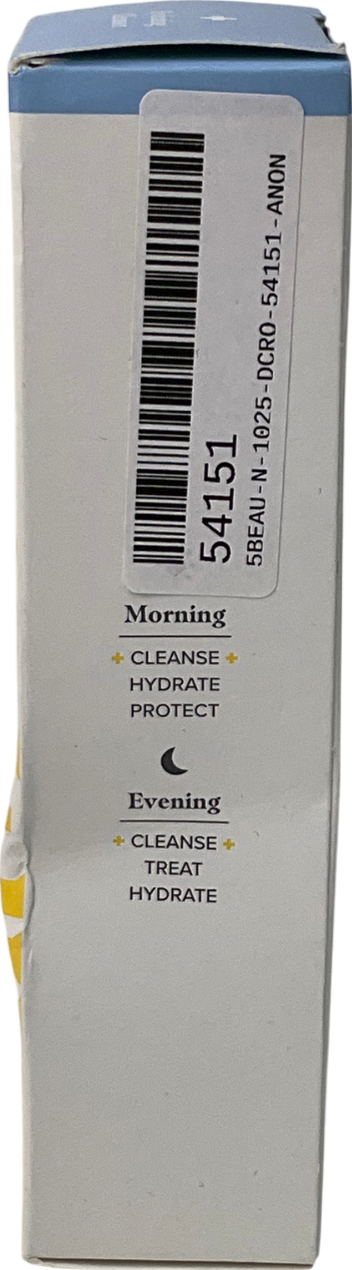 54151
5BEAU-N-1025-DCRO-54151-ANON
Morning
+ CLEANSE +
HYDRATE
PROTECT
Evening
+ CLEANSE +
TREAT
HYDRATE